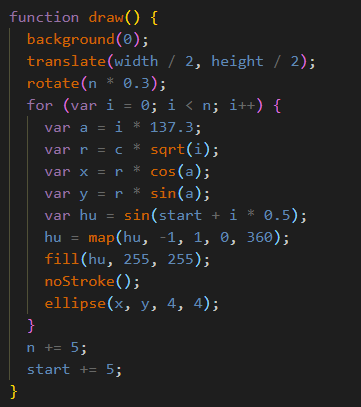 function draw() {
  background(0);
  translate(width / 2, height / 2);
  rotate(n * 0.3);
  for (var i = 0; i < n; i++) {
    var a = i * 137.3;
    var r = c * sqrt(i);
    var x = r * cos(a);
    var y = r * sin(a);
    var hu = sin(start + i * 0.5);
    hu = map(hu, -1, 1, 0, 360);
    fill(hu, 255, 255);
    noStroke();
    ellipse(x, y, 4, 4);
  }
  n += 5;
  start += 5;
}